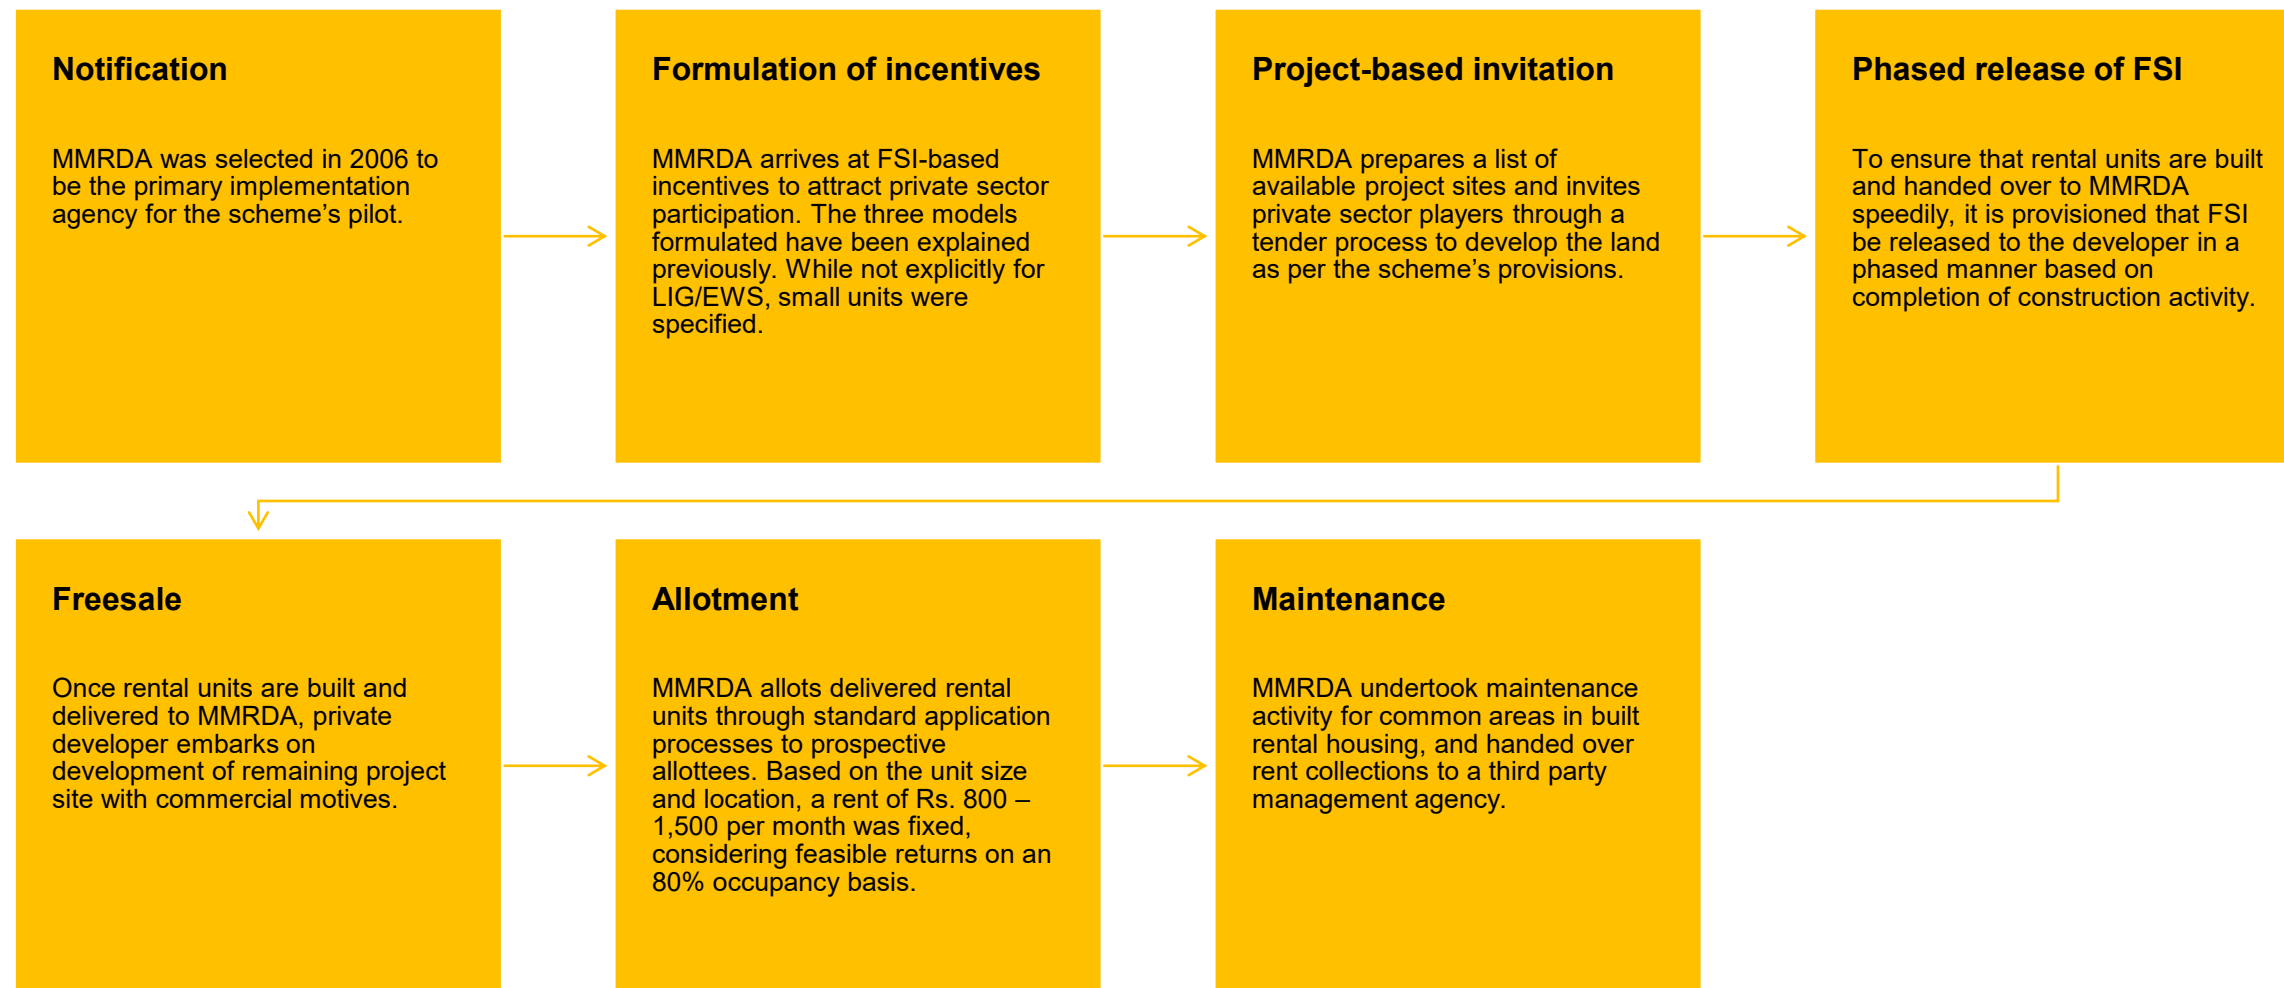 Notification
MMRDA was selected in 2006 to
be the primary implementation
agency for the scheme’s pilot.
Formulation of incentives
MMRDA arrives at FSI-based
incentives to attract private sector
participation. The three models
formulated have been explained
previously. While not explicitly for
LIG/EWS, small units were
specified.
Project-based invitation
MMRDA prepares a list of
available project sites and invites
private sector players through a
tender process to develop the land
as per the scheme’s provisions.
Phased release of FSI
To ensure that rental units are built
and handed over to MMRDA
speedily, it is provisioned that FSI
be released to the developer in a
phased manner based on
completion of construction activity.
Freesale
Once rental units are built and
delivered to MMRDA, private
developer embarks on
development of remaining project
site with commercial motives.
Allotment
MMRDA allots delivered rental
units through standard application
processes to prospective
allottees. Based on the unit size
and location, a rent of Rs. 800 –
1,500 per month was fixed,
considering feasible returns on an
80% occupancy basis.
Maintenance
MMRDA undertook maintenance
activity for common areas in built
rental housing, and handed over
rent collections to a third party
management agency.